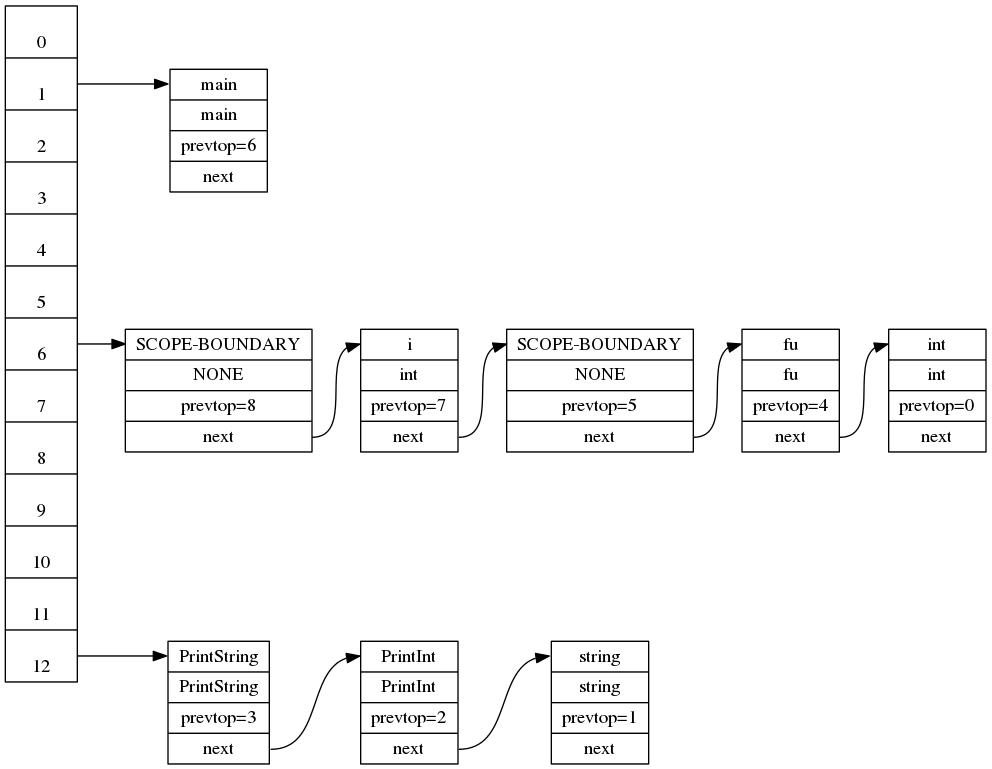 0
1
2
3
4
5
6
7
8
9
10
11
12
main
main
prevtop=6
next
SCOPE-BOUNDARY
NONE
prevtop=8
next
i
int
prevtop=7
next
SCOPE-BOUNDARY
NONE
prevtop=5
next
fu
fu
prevtop=4
next
int
int
prevtop=0
next
PrintString
PrintString
prevtop=3
next
PrintInt
PrintInt
prevtop=2
next
string
string
prevtop=1
next